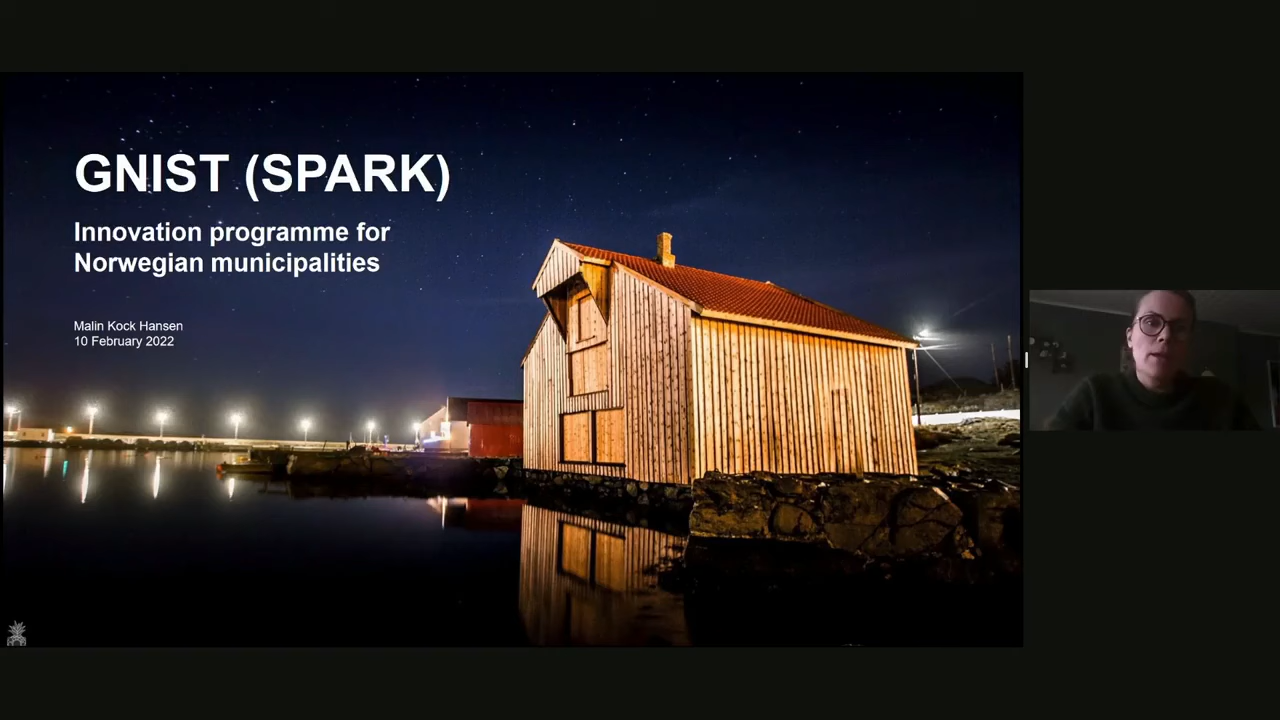 GNIST (SPARK)
Innovation programme for
Norwegian municipalities
Malin Kock Hansen
10 February 2022